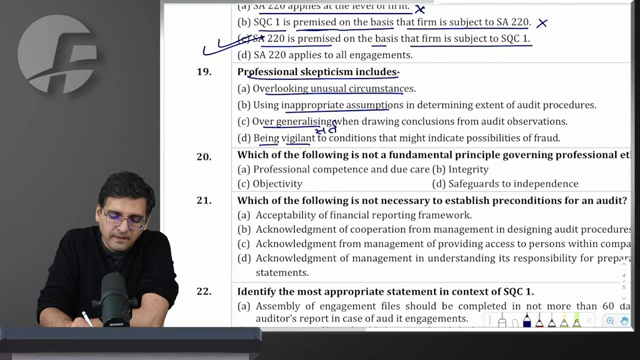 (a) SA 220 applies at the level of firm.
(b) SQC 1 is premised on the basis that firm is subject to SA 220.
(c) SA 220 is premised on the basis that firm is subject to SQC 1.
(d) SA 220 applies to all engagements.
19. Professional skepticism includes-
(a) Overlooking unusual circumstances.
(b) Using inappropriate assumptions in determining extent of audit procedures.
(c) Over generalising when drawing conclusions from audit observations.
(d) Being vigilant to conditions that might indicate possibilities of fraud.
20. Which of the following is not a fundamental principle governing professional et
(a) Professional competence and due care (b) Integrity
(c) Objectivity (d) Safeguards to independence
21. Which of the following is not necessary to establish preconditions for an audit?
(a) Acceptability of financial reporting framework.
(b) Acknowledgment of cooperation from management in designing audit procedures
(c) Acknowledgment from management of providing access to persons within compa
(d) Acknowledgment of management in understanding its responsibility for prepar
statements.
22. Identify the most appropriate statement in context of SQC 1.
(a) Assembly of engagement files should be completed in not more than 60 da
auditor's report in case of audit engagements.